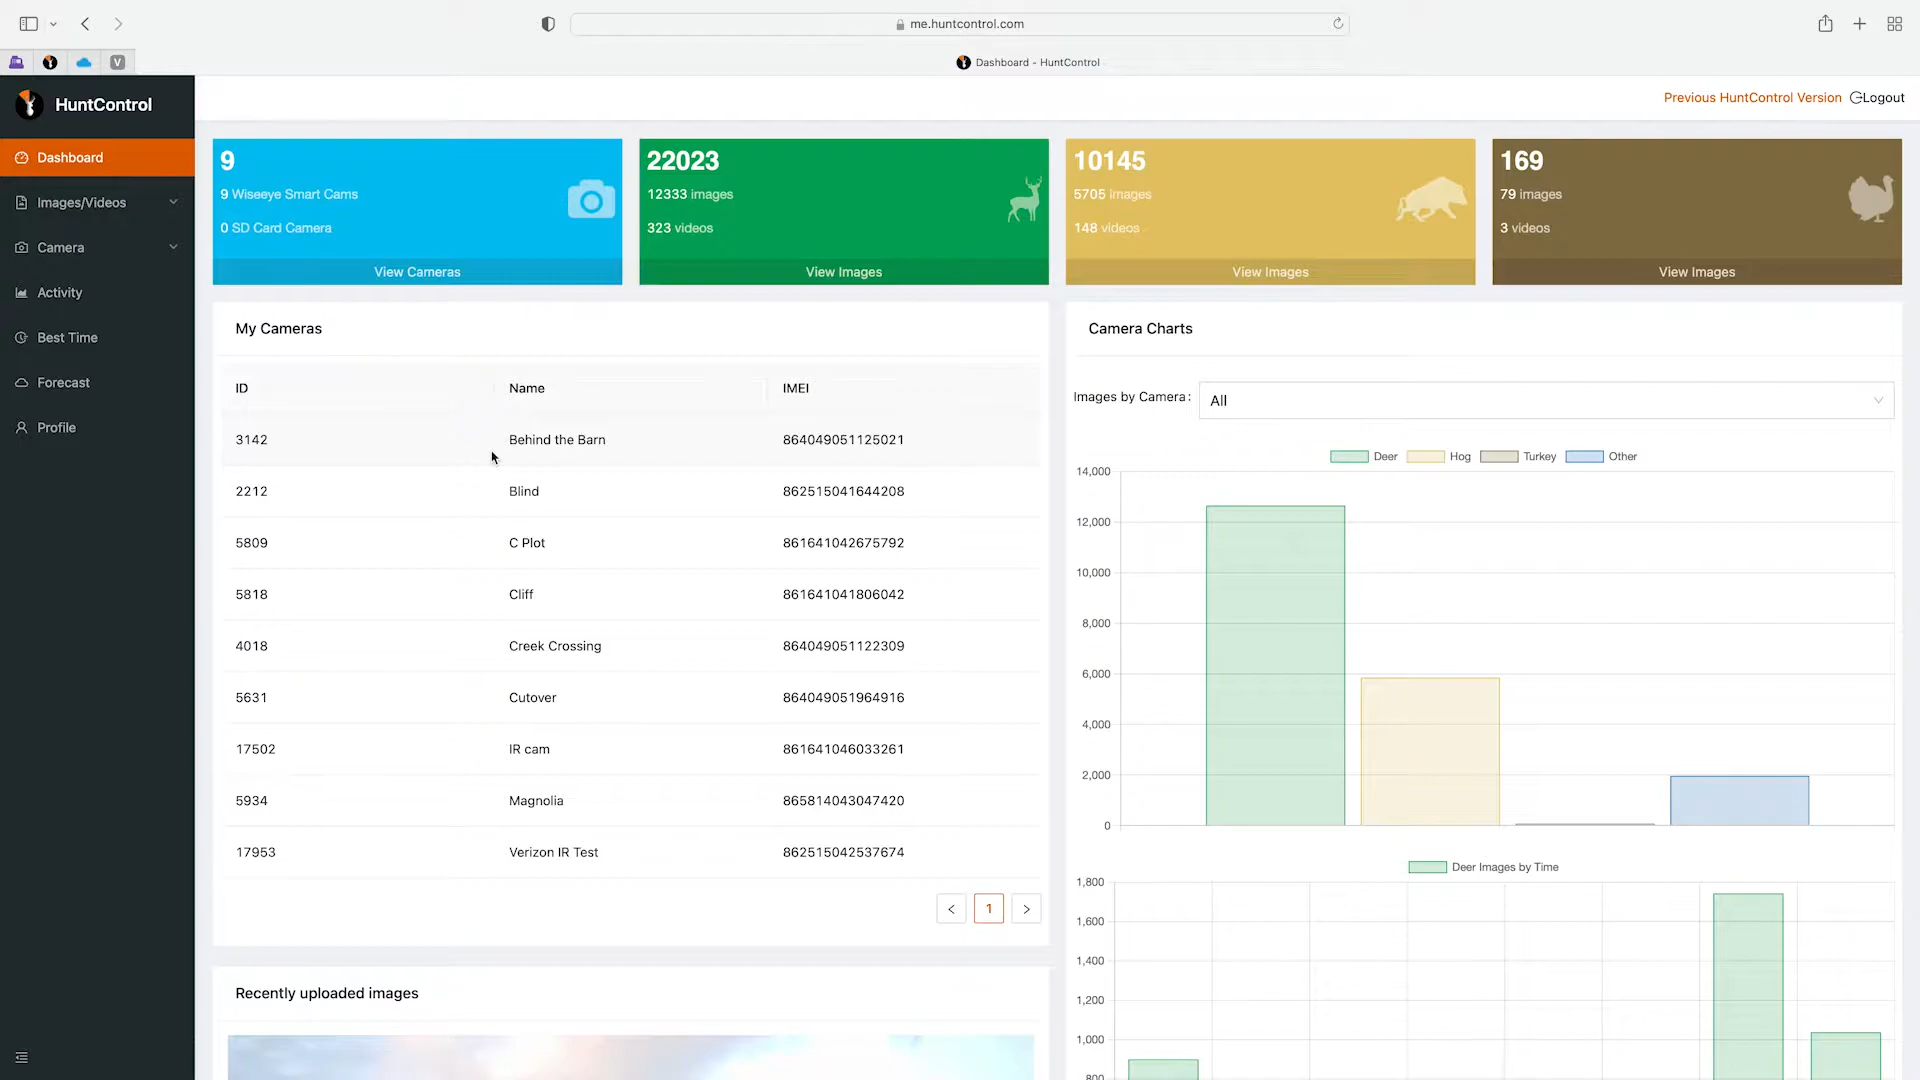 me.huntcontrol.com
V
Dashboard - HuntControl
HuntControl
Previous HuntControl Version
Logout
Dashboard
Images/Videos
Camera
Activity
Best Time
Forecast
Profile
9
9 Wiseeye Smart Cams
0 SD Card Camera
View Cameras
22023
12333 images
323 videos
View Images
10145
5705 images
148 videos
View Images
169
79 images
3 videos
View Images
My Cameras
ID Name IMEI
3142 Behind the Barn 864049051125021
2212 Blind 862515041644208
5809 C Plot 861641042675792
5818 Cliff 861641041806042
4018 Creek Crossing 864049051122309
5631 Cutover 864049051964916
17502 IR cam 861641046033261
5934 Magnolia 865814043047420
17953 Verizon IR Test 862515042537674
< 1 >
Recently uploaded images
Camera Charts
Images by Camera: All
Deer Hog Turkey Other
14,000
12,000
10,000
8,000
6,000
4,000
2,000
0
Deer Images by Time
1,800
1,600
1,400
1,200
1,000
800